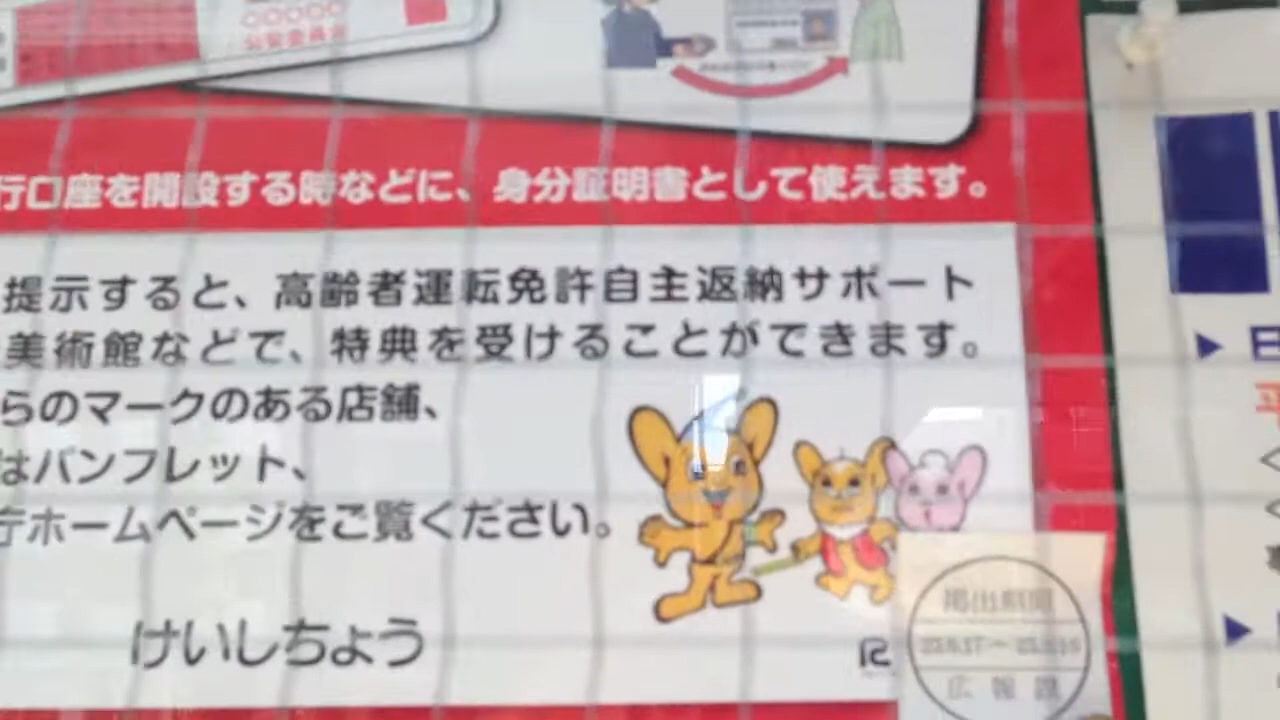 公安委員会
行口座を開設する時などに、身分証明書として使えます。
提示すると、高齢者運転免許自主返納サポート
美術館などで、特典を受けることができます。
らのマークのある店舗、
はパンフレット、
庁ホームページをご覧ください。
けいしちょう
掲出期間
広報課